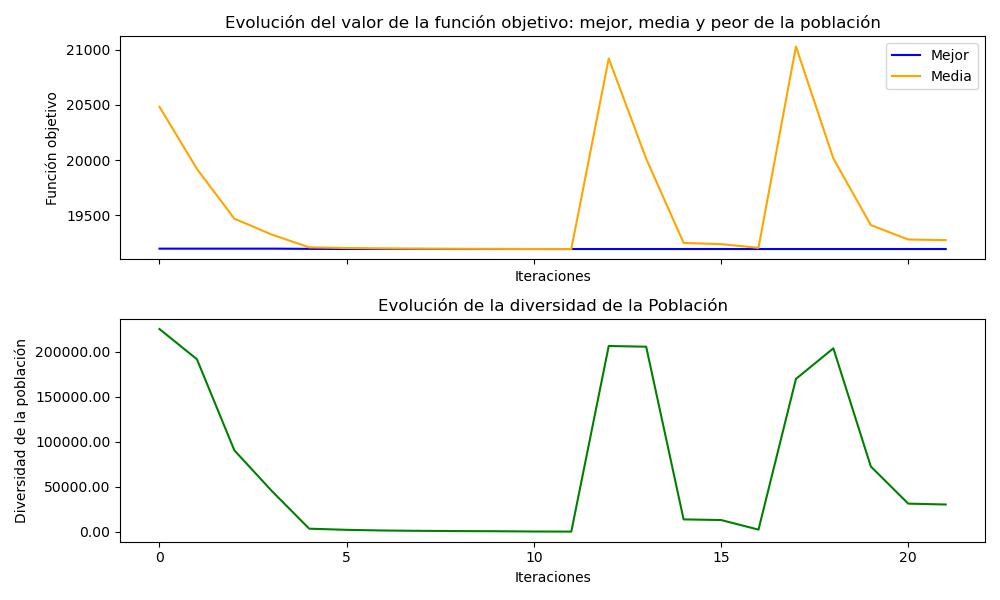 Evolución del valor de la función objetivo: mejor, media y peor de la población
21000
20500
20000
19500
Función objetivo
Mejor
Media
Iteraciones
Evolución de la diversidad de la Población
200000.00
150000.00
100000.00
50000.00
0.00
Diversidad de la población
0 5 10 15 20
Iteraciones